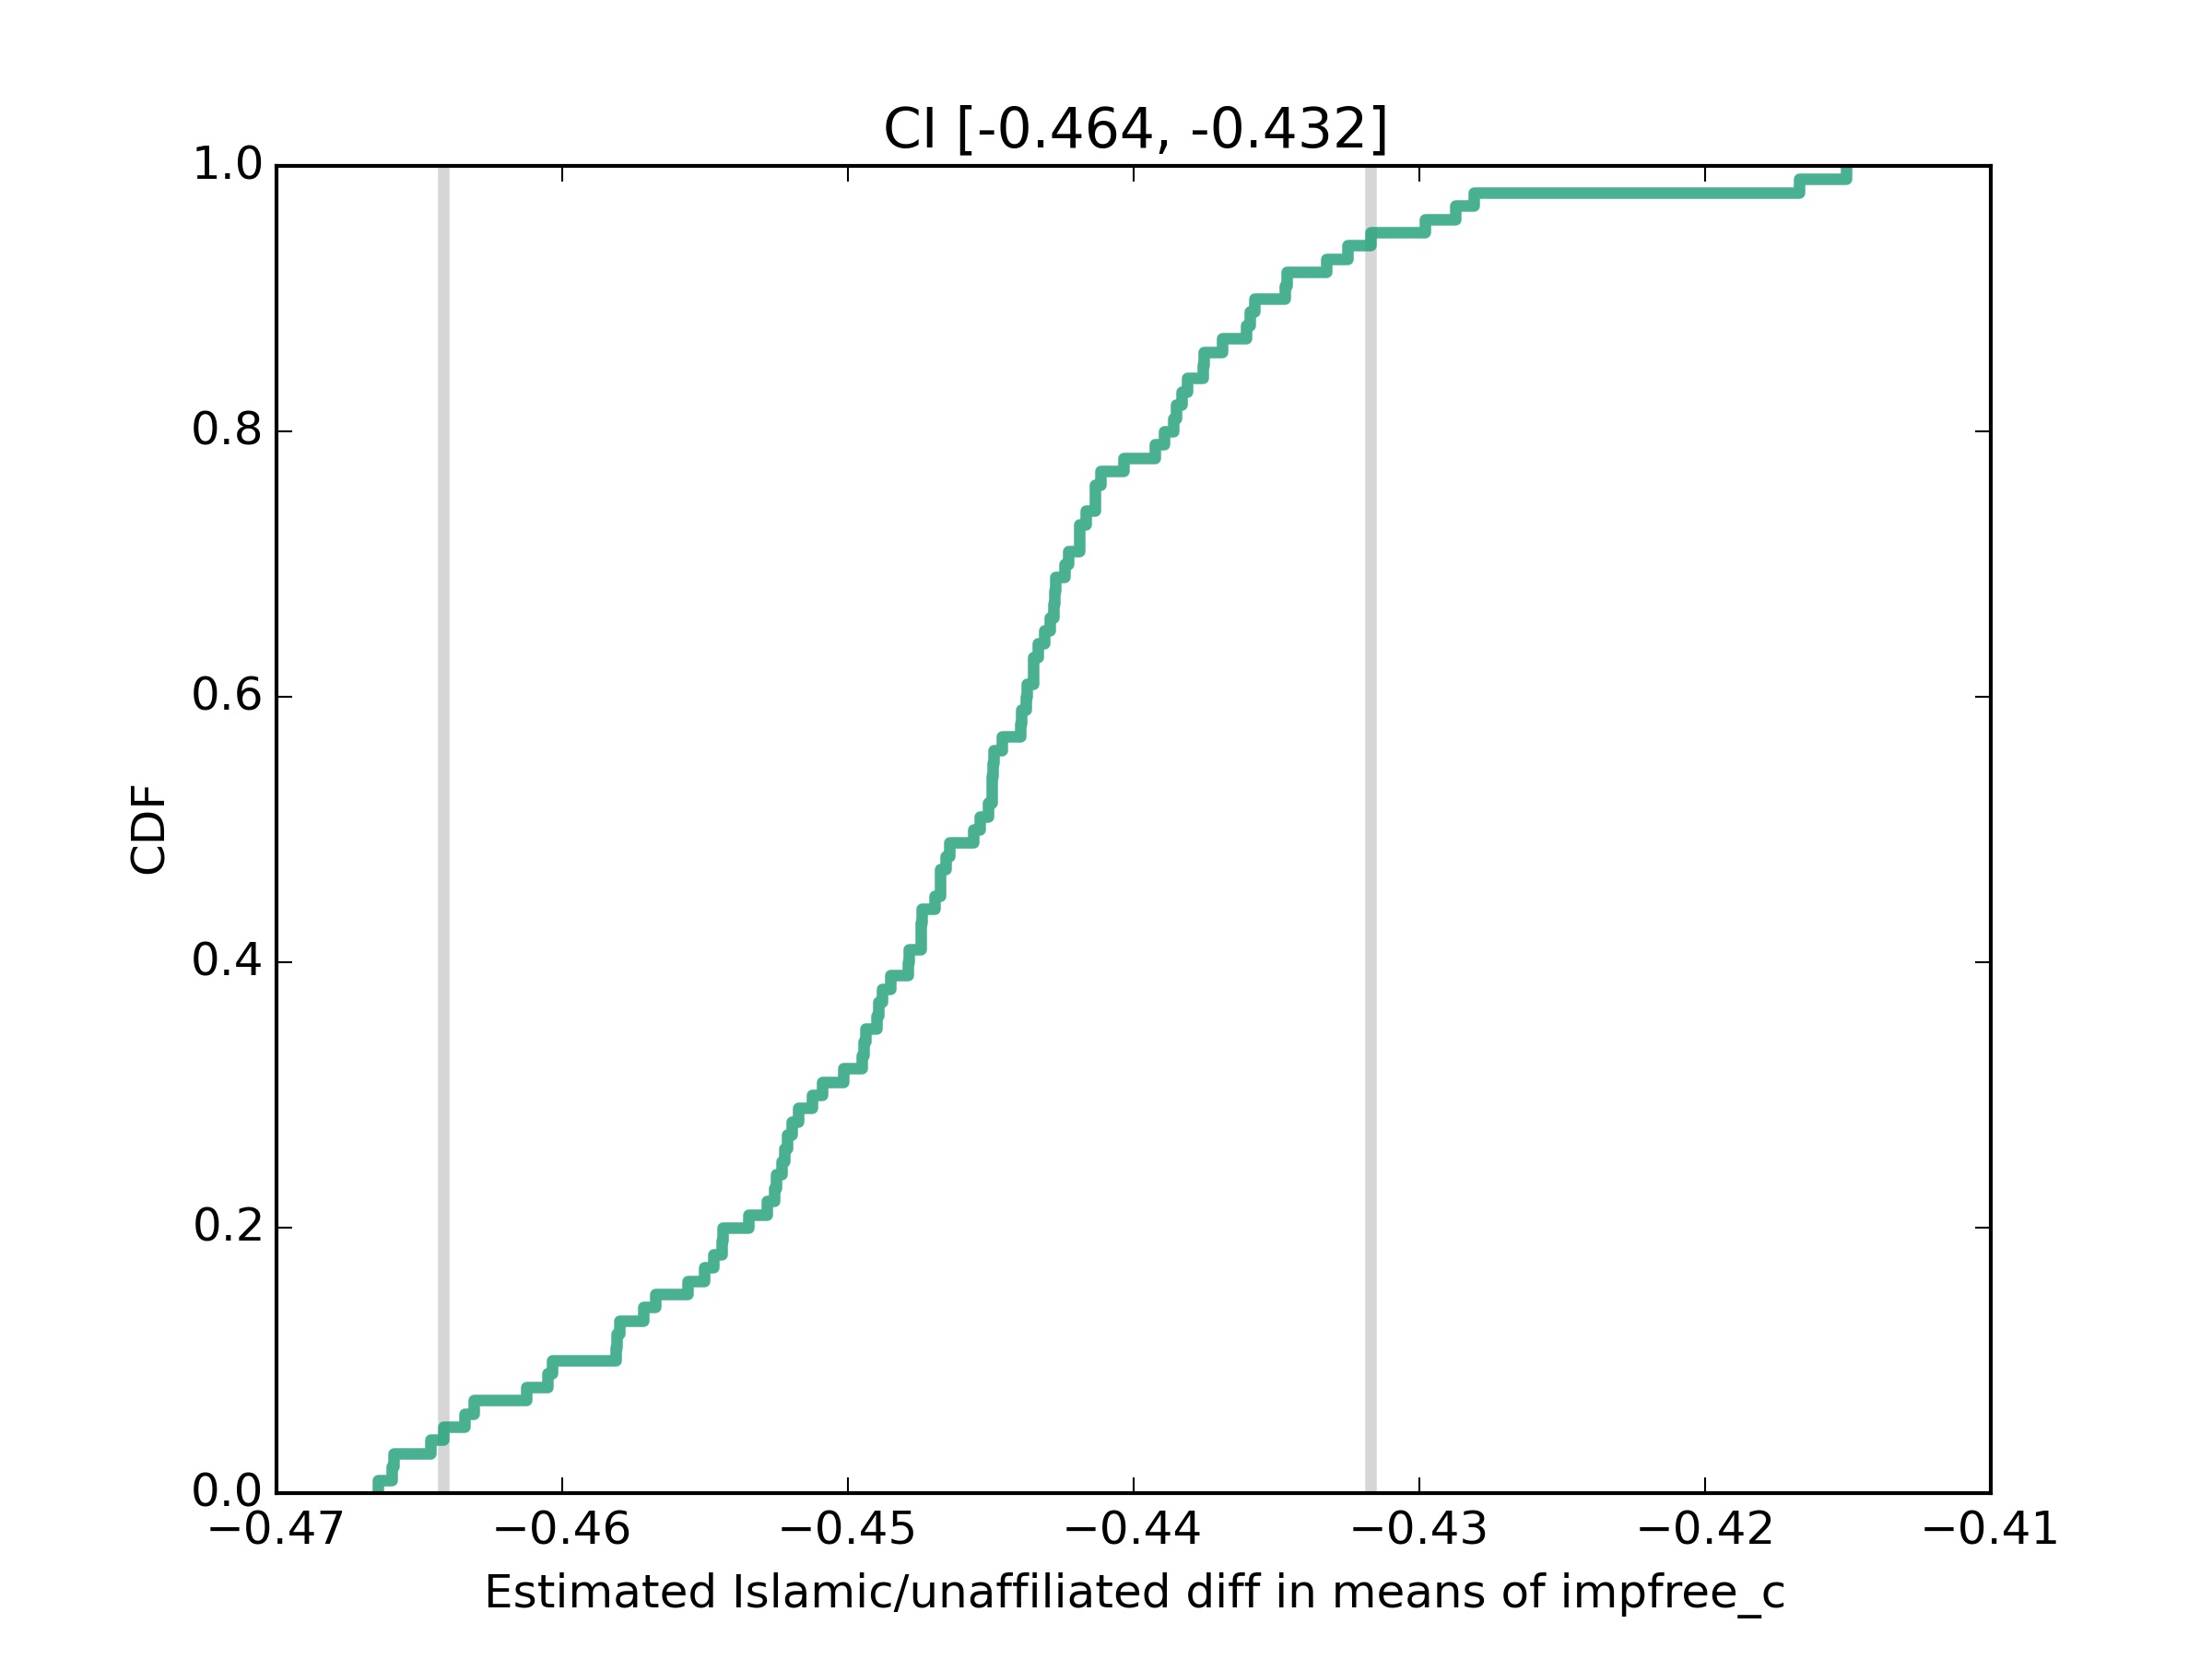 CI [-0.464, -0.432]
1.0
0.8
0.6
0.4
0.2
0.0
CDF
−0.47 −0.46 −0.45 −0.44 −0.43 −0.42 −0.41
Estimated Islamic/unaffiliated diff in means of impfree_c